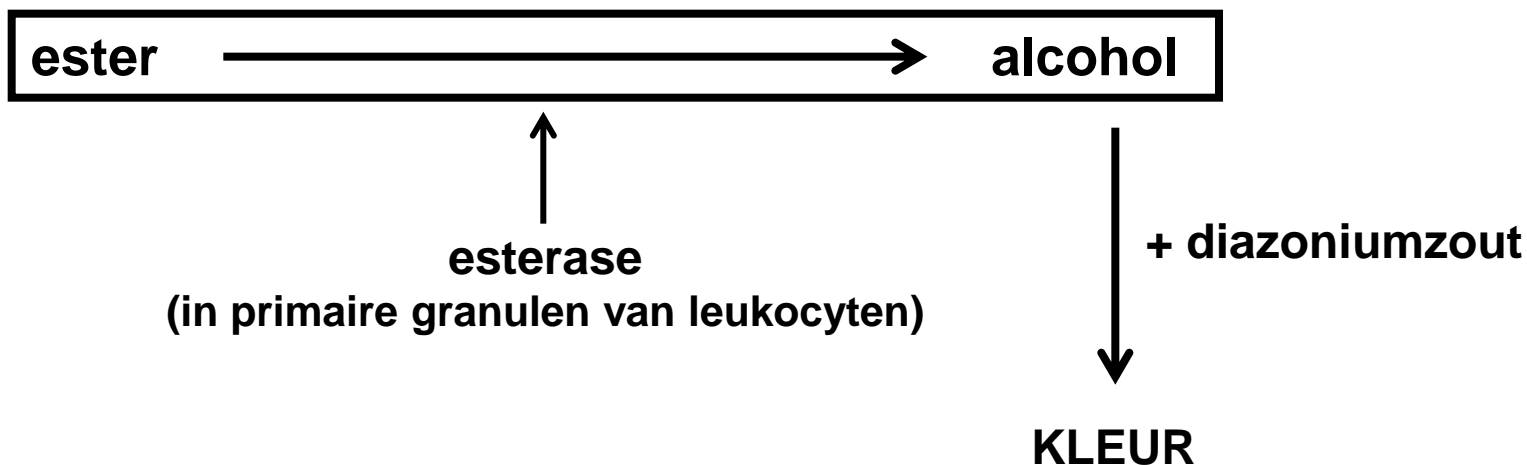 ester alcohol
esterase
(in primaire granulen van leukocyten)
+ diazoniumzout
KLEUR